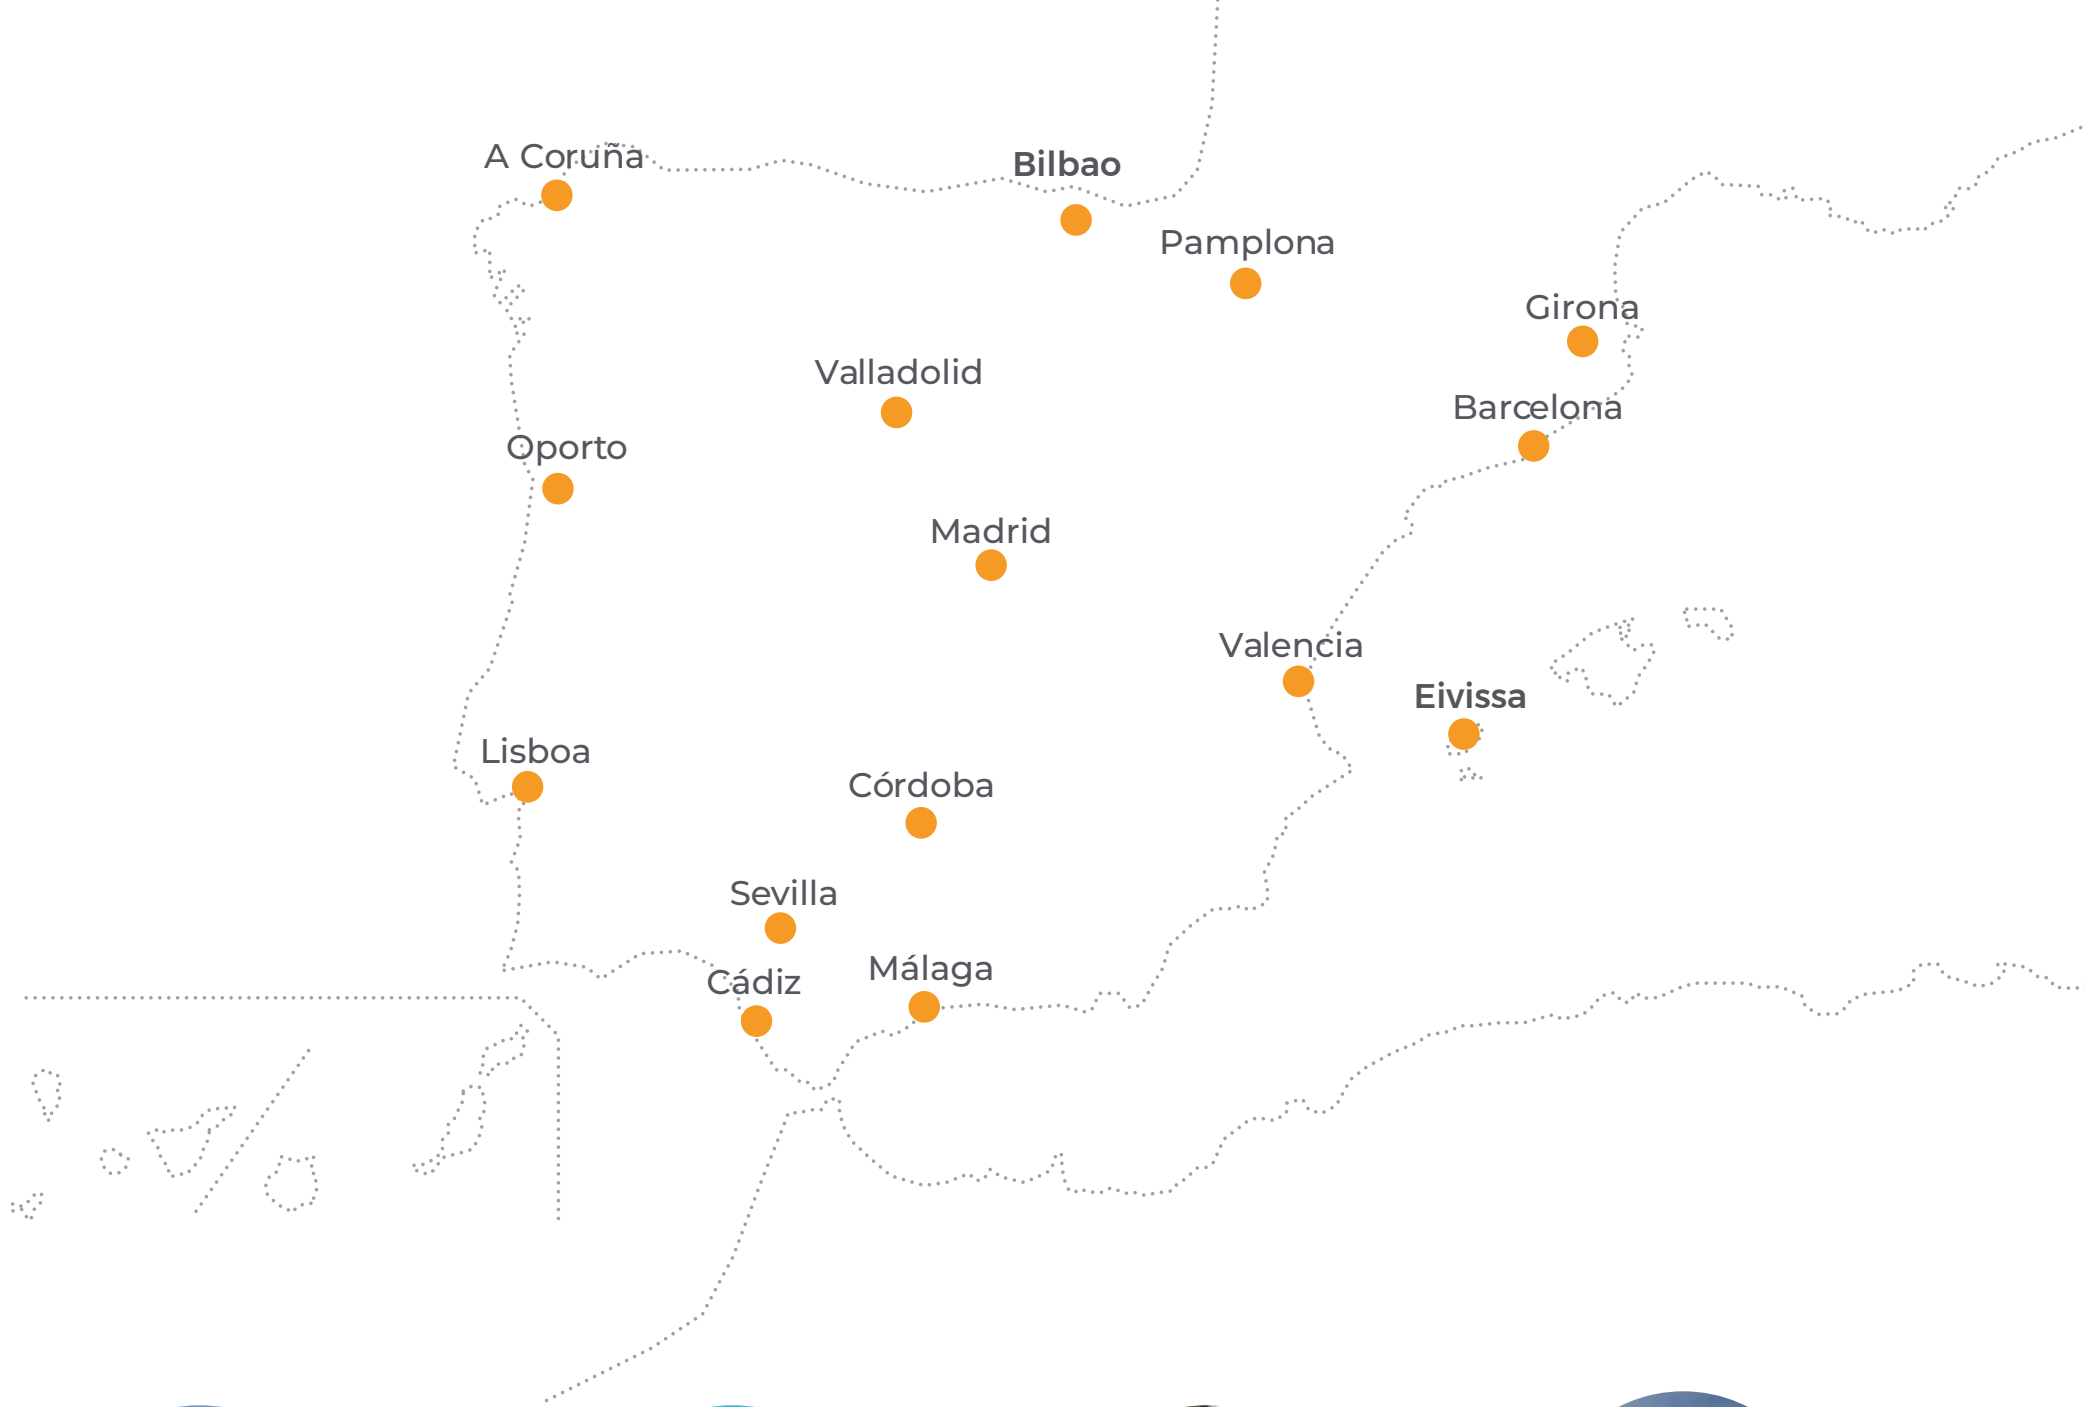 A Coruña
Bilbao
Pamplona
Girona
Valladolid
Barcelona
Oporto
Madrid
Valencia
Eivissa
Lisboa
Córdoba
Sevilla
Málaga
Cádiz